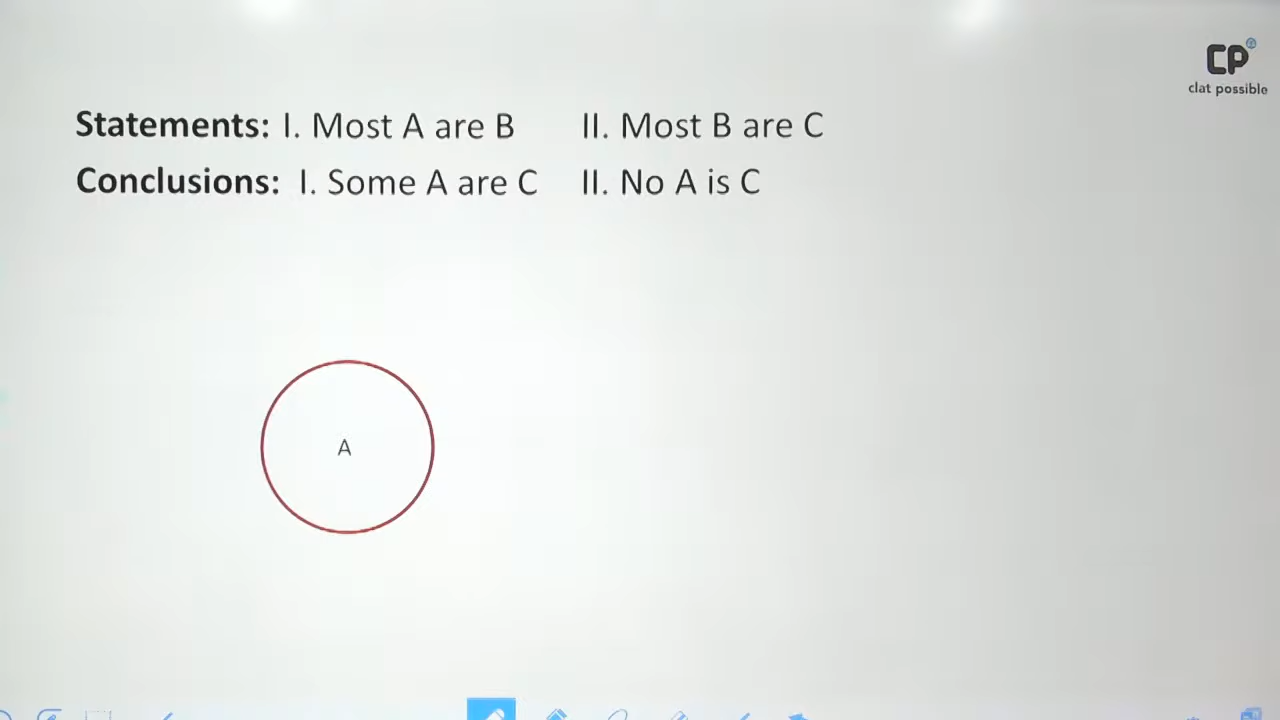 CP
clat possible
Statements: I. Most A are B II. Most B are C
Conclusions: I. Some A are C II. No A is C
A